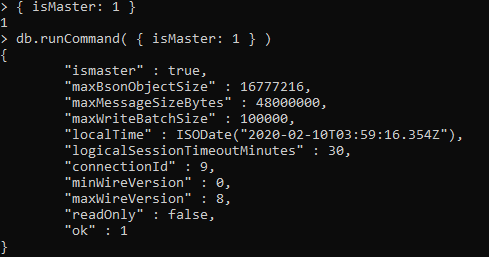 > { isMaster: 1 }
1
> db.runCommand( { isMaster: 1 } )
{
        "ismaster" : true,
        "maxBsonObjectSize" : 16777216,
        "maxMessageSizeBytes" : 48000000,
        "maxWriteBatchSize" : 100000,
        "localTime" : ISODate("2020-02-10T03:59:16.354Z"),
        "logicalSessionTimeoutMinutes" : 30,
        "connectionId" : 9,
        "minWireVersion" : 0,
        "maxWireVersion" : 8,
        "readOnly" : false,
        "ok" : 1
}